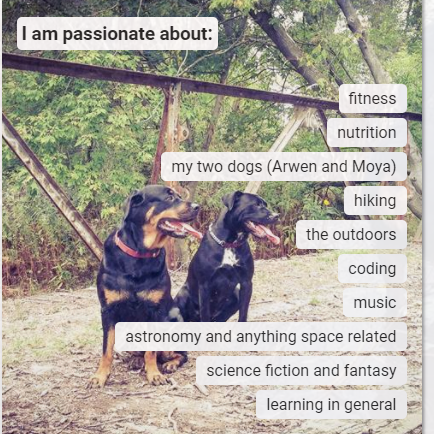 I am passionate about:
fitness
nutrition
my two dogs (Arwen and Moya)
hiking
the outdoors
coding
music
astronomy and anything space related
science fiction and fantasy
learning in general